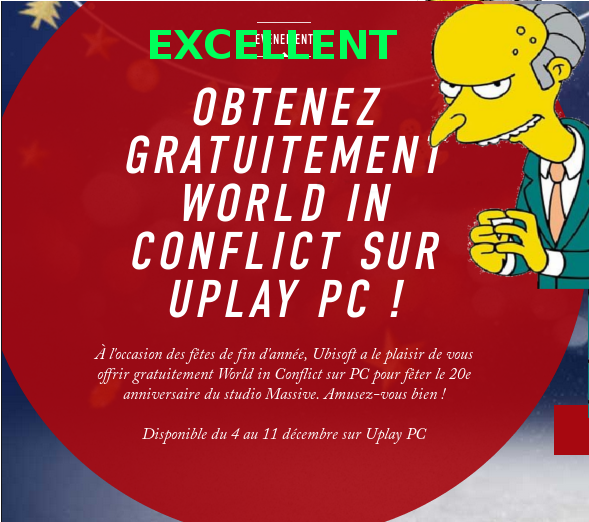 EXCELLENT
ÉVÉNEMENT
OBTENEZ
GRATUITEMENT
WORLD IN
CONFLICT SUR
UPLAY PC !
À l'occasion des fêtes de fin d'année, Ubisoft a le plaisir de vous
offrir gratuitement World in Conflict sur PC pour fêter le 20e
anniversaire du studio Massive. Amusez-vous bien !
Disponible du 4 au 11 décembre sur Uplay PC